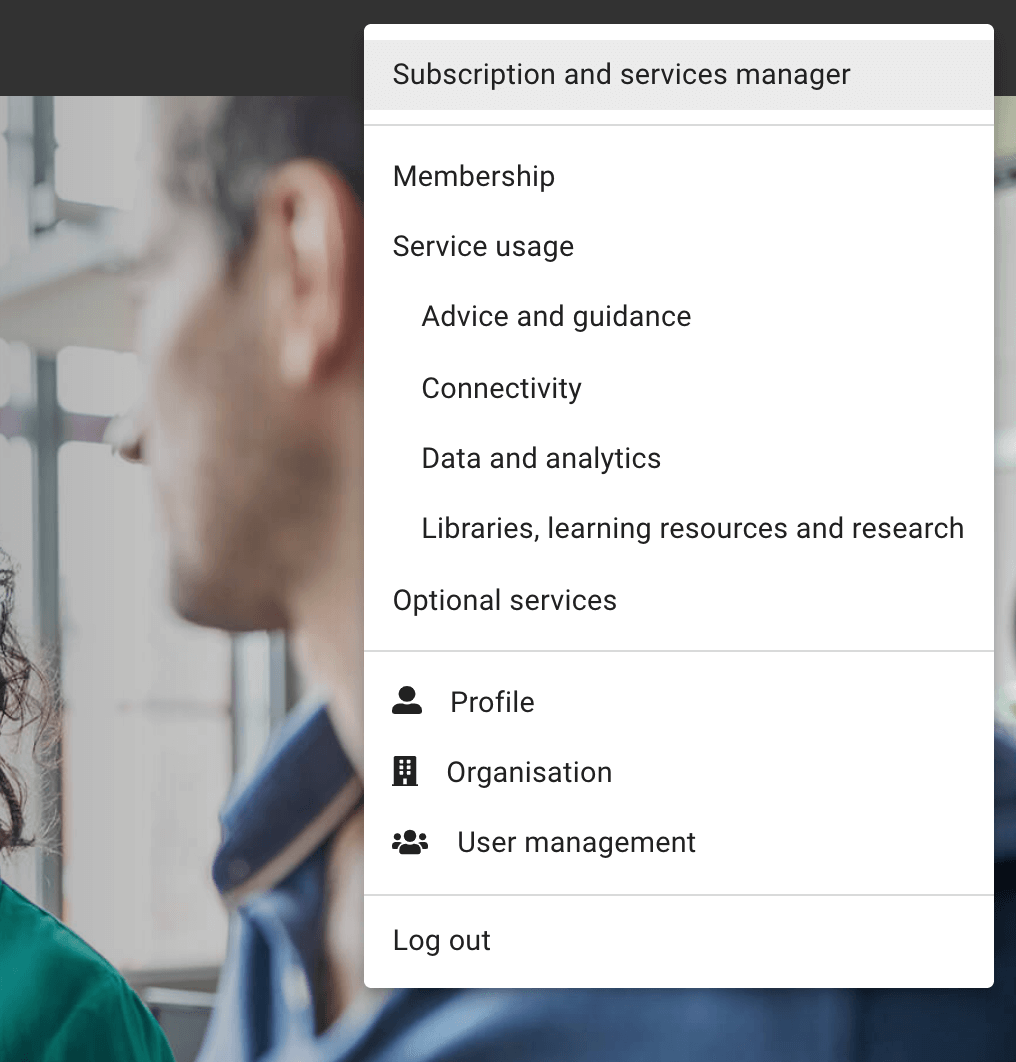 Subscription and services manager
Membership
Service usage
Advice and guidance
Connectivity
Data and analytics
Libraries, learning resources and research
Optional services
Profile
Organisation
User management
Log out